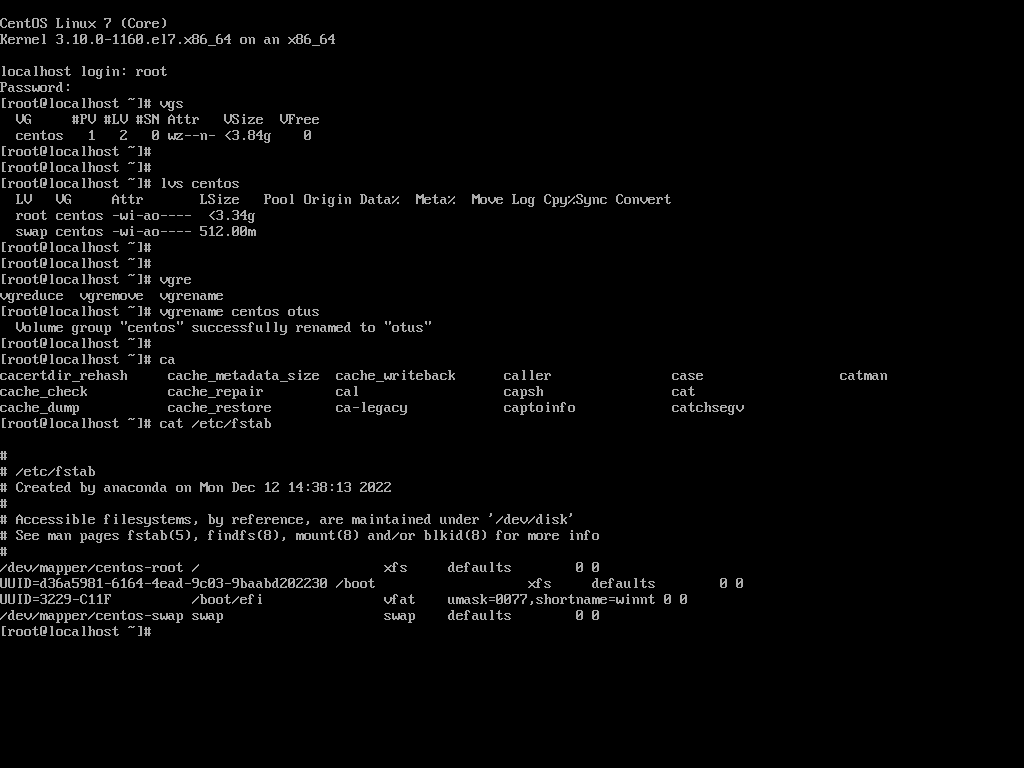 CentOS Linux 7 (Core)
Kernel 3.10.0-1160.el7.x86_64 on an x86_64
localhost login: root
Password:
[root@localhost ~]# vgs
  VG     #PV #LV #SN Attr   VSize  VFree
  centos   1   2   0 wz--n- <3.84g    0
[root@localhost ~]#
[root@localhost ~]#
[root@localhost ~]# lvs centos
  LV   VG     Attr       LSize   Pool Origin Data%  Meta%  Move Log Cpy%Sync Convert
  root centos -wi-ao----  <3.34g
  swap centos -wi-ao---- 512.00m
[root@localhost ~]#
[root@localhost ~]#
[root@localhost ~]# vgre
vgreduce  vgremove  vgrename
[root@localhost ~]# vgrename centos otus
  Volume group "centos" successfully renamed to "otus"
[root@localhost ~]#
[root@localhost ~]# ca
cacertdir_rehash     cache_metadata_size  cache_writeback      caller               case                 catman
cache_check          cache_repair         cal                  capsh                cat
cache_dump           cache_restore        ca-legacy            captoinfo            catchsegv
[root@localhost ~]# cat /etc/fstab
#
# /etc/fstab
# Created by anaconda on Mon Dec 12 14:38:13 2022
#
# Accessible filesystems, by reference, are maintained under '/dev/disk'
# See man pages fstab(5), findfs(8), mount(8) and/or blkid(8) for more info
#
/dev/mapper/centos-root /                       xfs     defaults        0 0
UUID=d36a5981-6164-4ead-9c03-9baabd202230 /boot                   xfs     defaults        0 0
UUID=3229-C11F          /boot/efi               vfat    umask=0077,shortname=winnt 0 0
/dev/mapper/centos-swap swap                    swap    defaults        0 0
[root@localhost ~]#